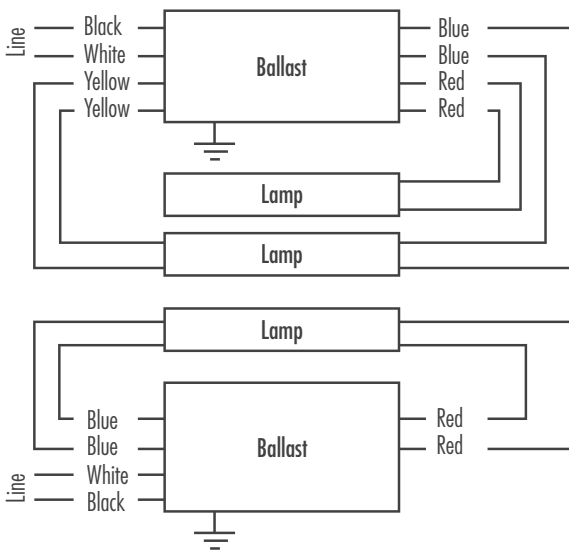 Line
Black
White
Yellow
Yellow
Ballast
Blue
Blue
Red
Red
Lamp
Lamp
Lamp
Blue
Blue
White
Black
Line
Ballast
Red
Red